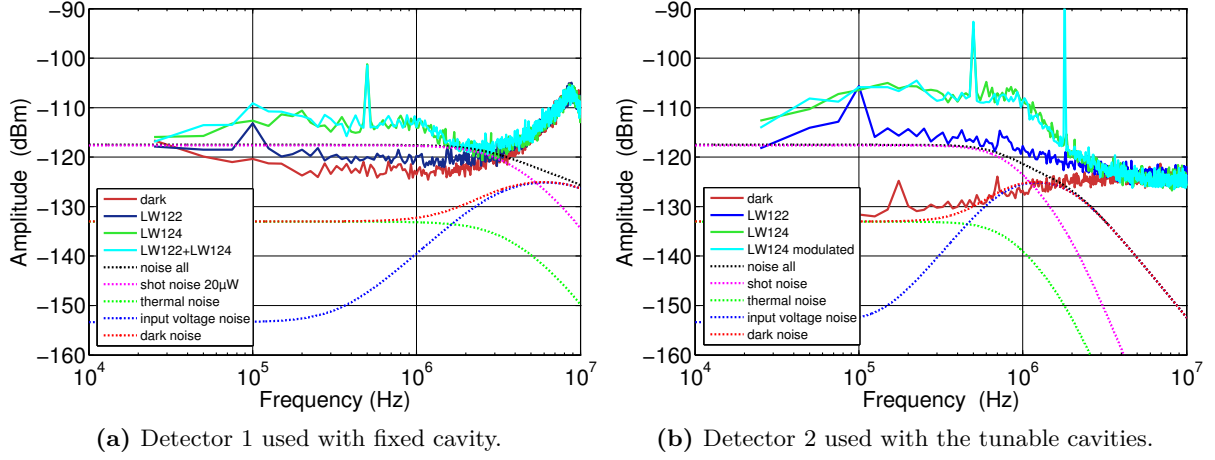 −90
−100
−110
−120
−130
−140
−150
−160
Amplitude (dBm)
dark
LW122
LW124
LW122+LW124
noise all
shot noise 20μW
thermal noise
input voltage noise
dark noise
10⁴ 10⁵ 10⁶ 10⁷
Frequency (Hz)
(a) Detector 1 used with fixed cavity.
−90
−100
−110
−120
−130
−140
−150
−160
Amplitude (dBm)
dark
LW122
LW124
LW124 modulated
noise all
shot noise
thermal noise
input voltage noise
dark noise
10⁴ 10⁵ 10⁶ 10⁷
Frequency (Hz)
(b) Detector 2 used with the tunable cavities.